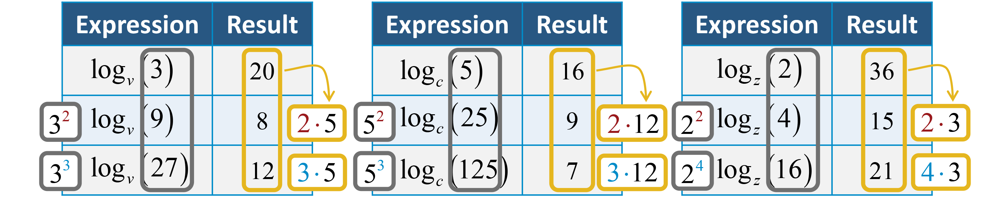 Expression Result Expression Result Expression Result
log_v (3) 20 log_c (5) 16 log_z (2) 36
3^2 log_v (9) 8 2 · 5 5^2 log_c (25) 9 2 · 12 2^2 log_z (4) 15 2 · 3
3^3 log_v (27) 12 3 · 5 5^3 log_c (125) 7 3 · 12 2^4 log_z (16) 21 4 · 3